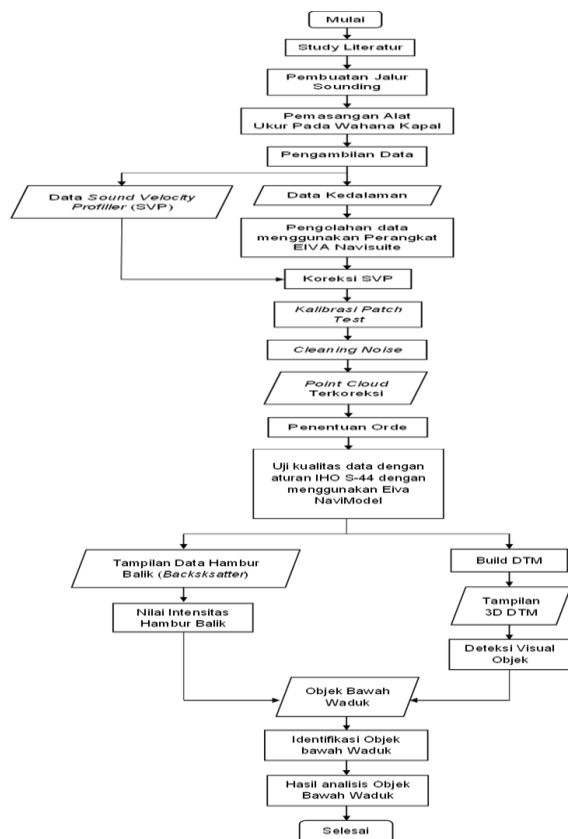 Mulai
Study Literatur
Pembuatan Jalur
Sounding
Pemasangan Alat
Ukur Pada Wahana Kapal
Pengambilan Data
Data Sound Velocity
Profiller (SVP)
Data Kedalaman
Pengolahan data
menggunakan Perangkat
EIVA Navisuite
Koreksi SVP
Kalibrasi Patch
Test
Cleaning Noise
Point Cloud
Terkoreksi
Penentuan Orde
Uji kualitas data dengan
aturan IHO S-44 dengan
menggunakan Eiva
NaviModel
Tampilan Data Hambur
Balik (Backsksatter)
Nilai Intensitas
Hambur Balik
Build DTM
Tampilan
3D DTM
Deteksi Visual
Objek
Objek Bawah
Waduk
Identifikasi Objek
bawah Waduk
Hasil analisis Objek
Bawah Waduk
Selesai